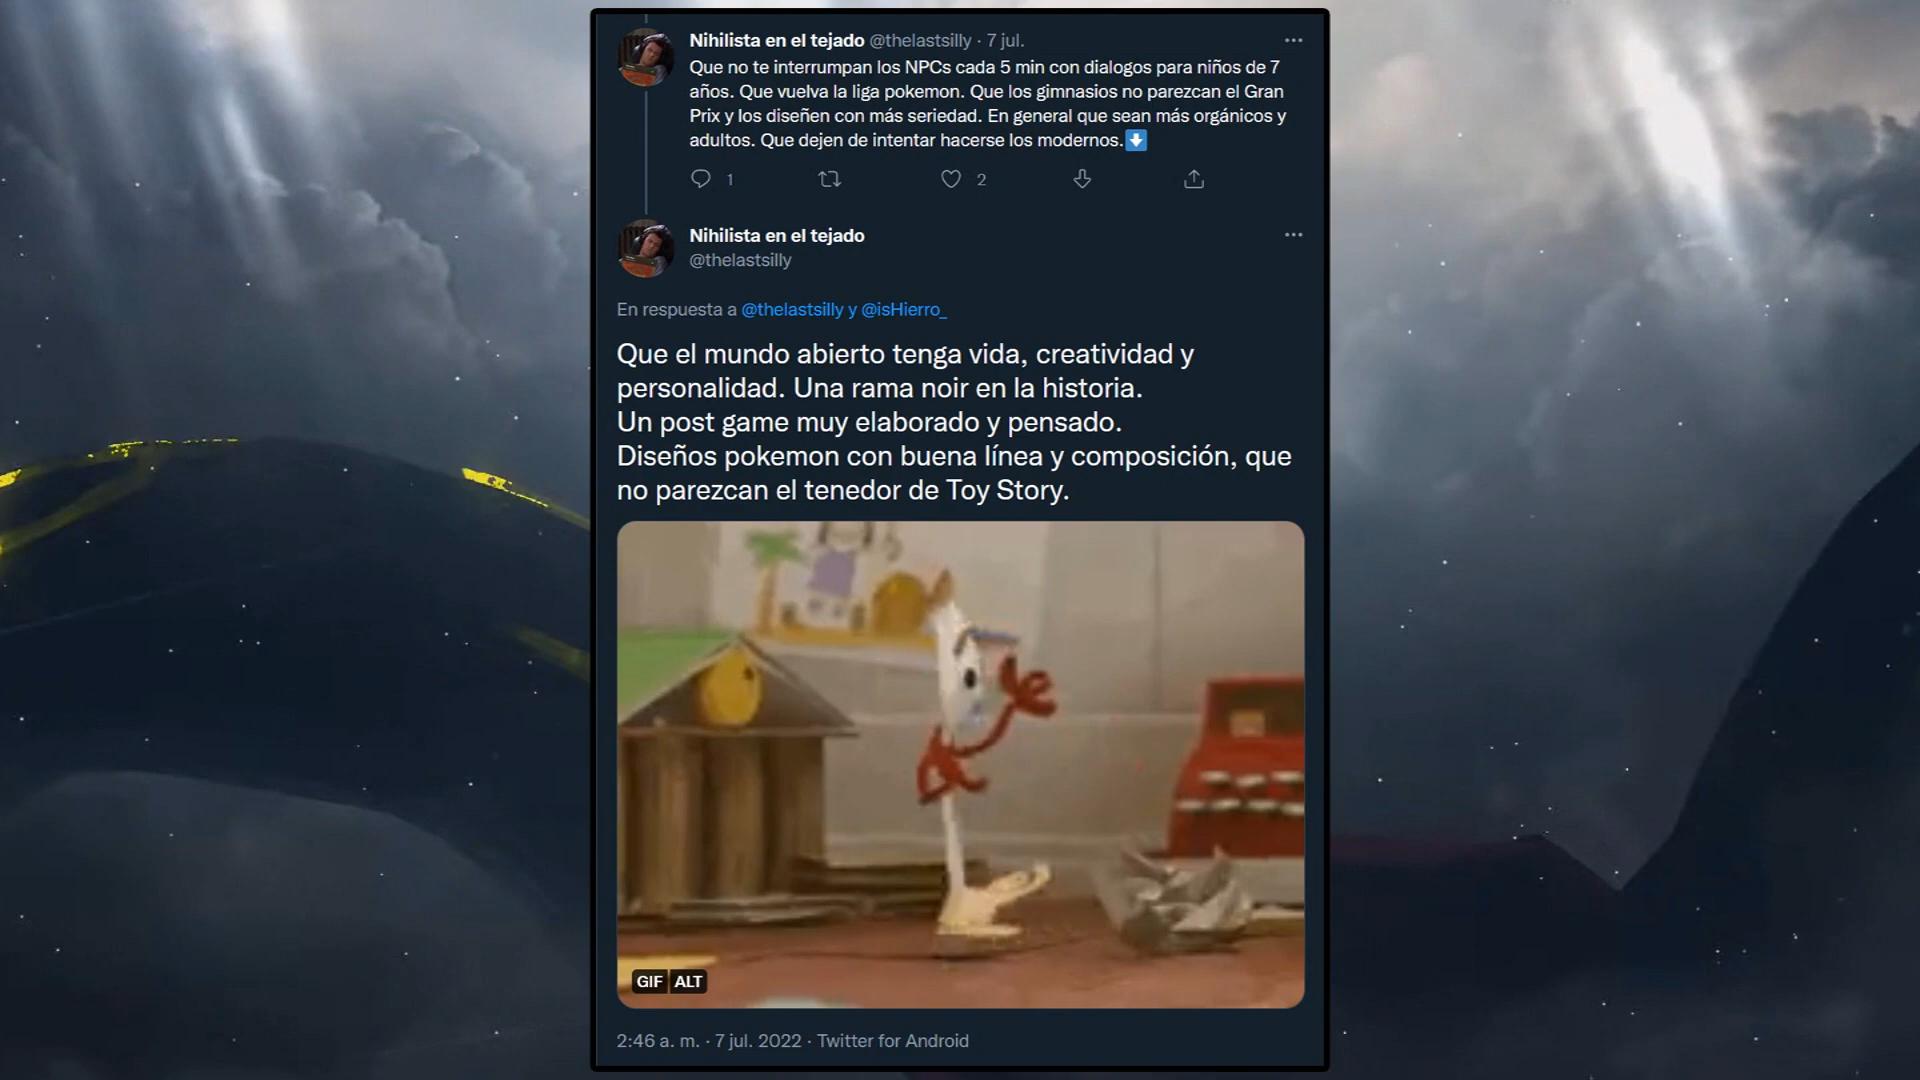 Nihilista en el tejado @thelastsilly · 7 jul.
Que no te interrumpan los NPCs cada 5 min con dialogos para niños de 7
años. Que vuelva la liga pokemon. Que los gimnasios no parezcan el Gran
Prix y los diseñen con más seriedad. En general que sean más orgánicos y
adultos. Que dejen de intentar hacerse los modernos.⬇️
1 2
Nihilista en el tejado
@thelastsilly
En respuesta a @thelastsilly y @isHierro_
Que el mundo abierto tenga vida, creatividad y
personalidad. Una rama noir en la historia.
Un post game muy elaborado y pensado.
Diseños pokemon con buena línea y composición, que
no parezcan el tenedor de Toy Story.
GIF ALT
2:46 a. m. · 7 jul. 2022 · Twitter for Android